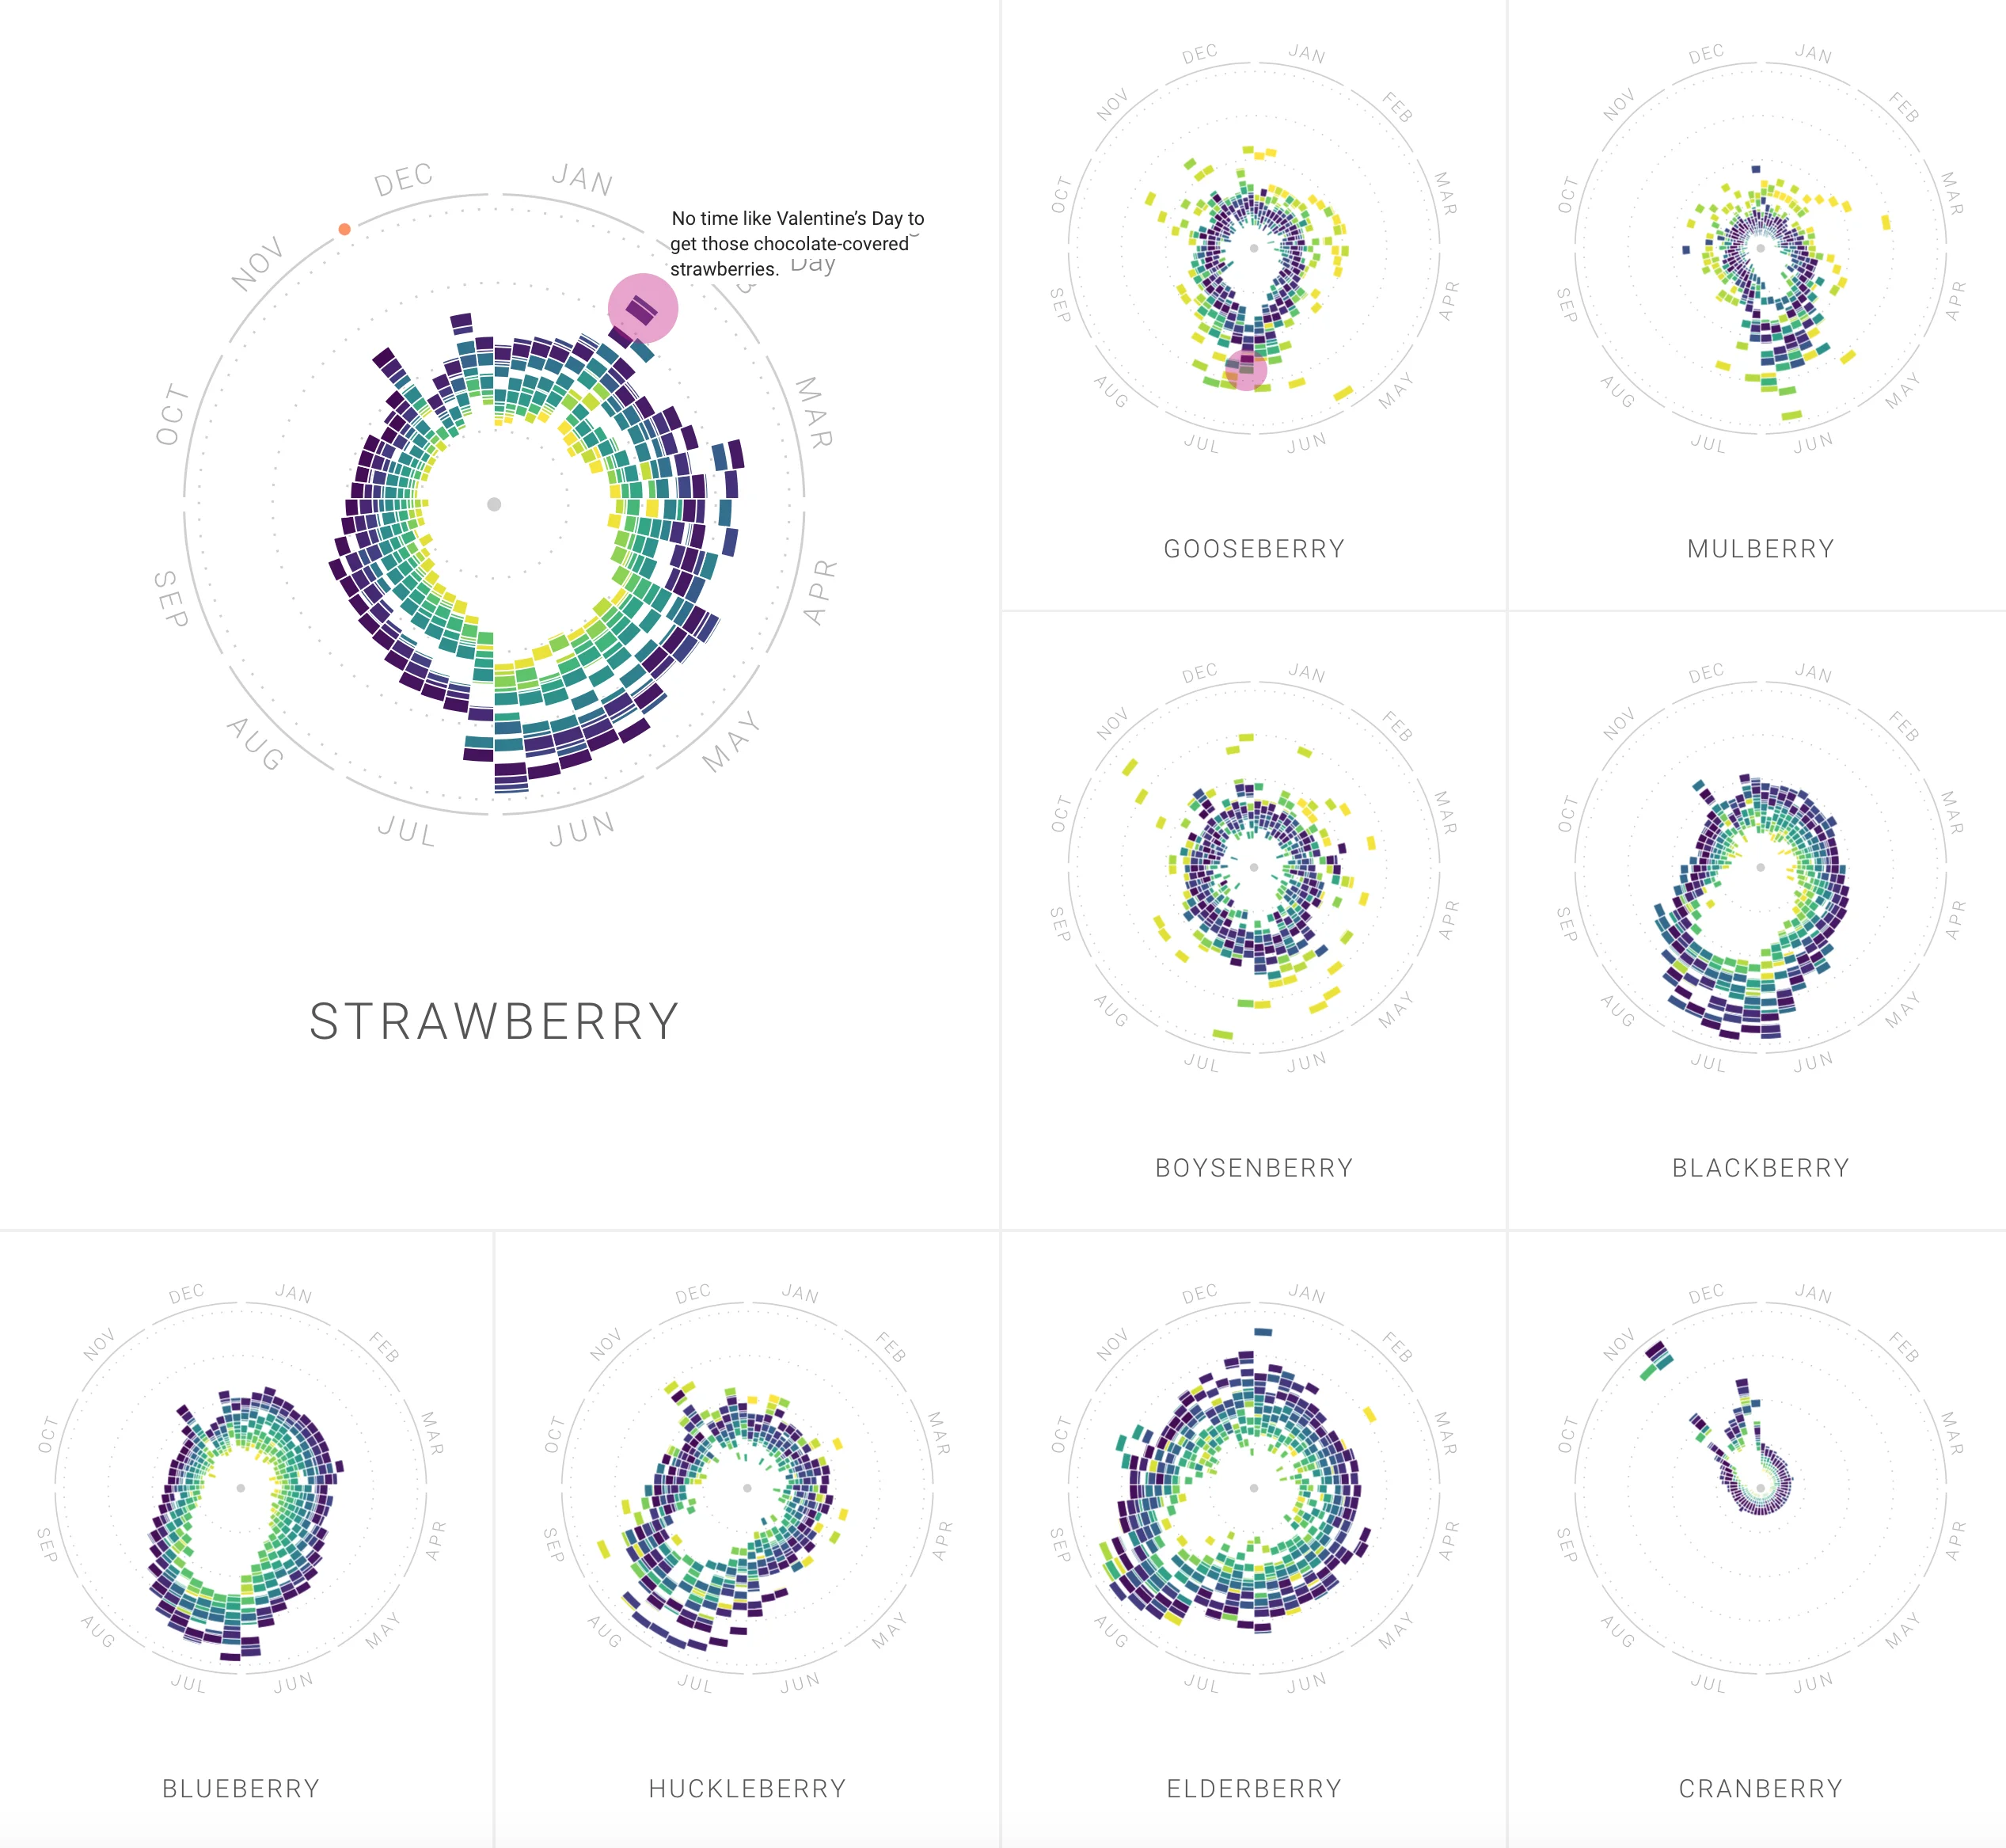 DEC
JAN
No time like Valentine's Day to
get those chocolate-covered
strawberries.
Day
NOV
OCT
MAR
SEP
APR
AUG
MAY
JUL
JUN
STRAWBERRY
DEC
JAN
NOV
FEB
OCT
MAR
SEP
APR
AUG
MAY
JUL
JUN
GOOSEBERRY
DEC
JAN
NOV
FEB
OCT
MAR
SEP
APR
AUG
MAY
JUL
JUN
MULBERRY
DEC
JAN
NOV
FEB
OCT
MAR
SEP
APR
AUG
MAY
JUL
JUN
BOYSENBERRY
DEC
JAN
NOV
FEB
OCT
MAR
SEP
APR
AUG
MAY
JUL
JUN
BLACKBERRY
DEC
JAN
NOV
FEB
OCT
MAR
SEP
APR
AUG
MAY
JUL
JUN
BLUEBERRY
DEC
JAN
NOV
FEB
OCT
MAR
SEP
APR
AUG
MAY
JUL
JUN
HUCKLEBERRY
DEC
JAN
NOV
FEB
OCT
MAR
SEP
APR
AUG
MAY
JUL
JUN
ELDERBERRY
DEC
JAN
NOV
FEB
OCT
MAR
SEP
APR
AUG
MAY
JUL
JUN
CRANBERRY